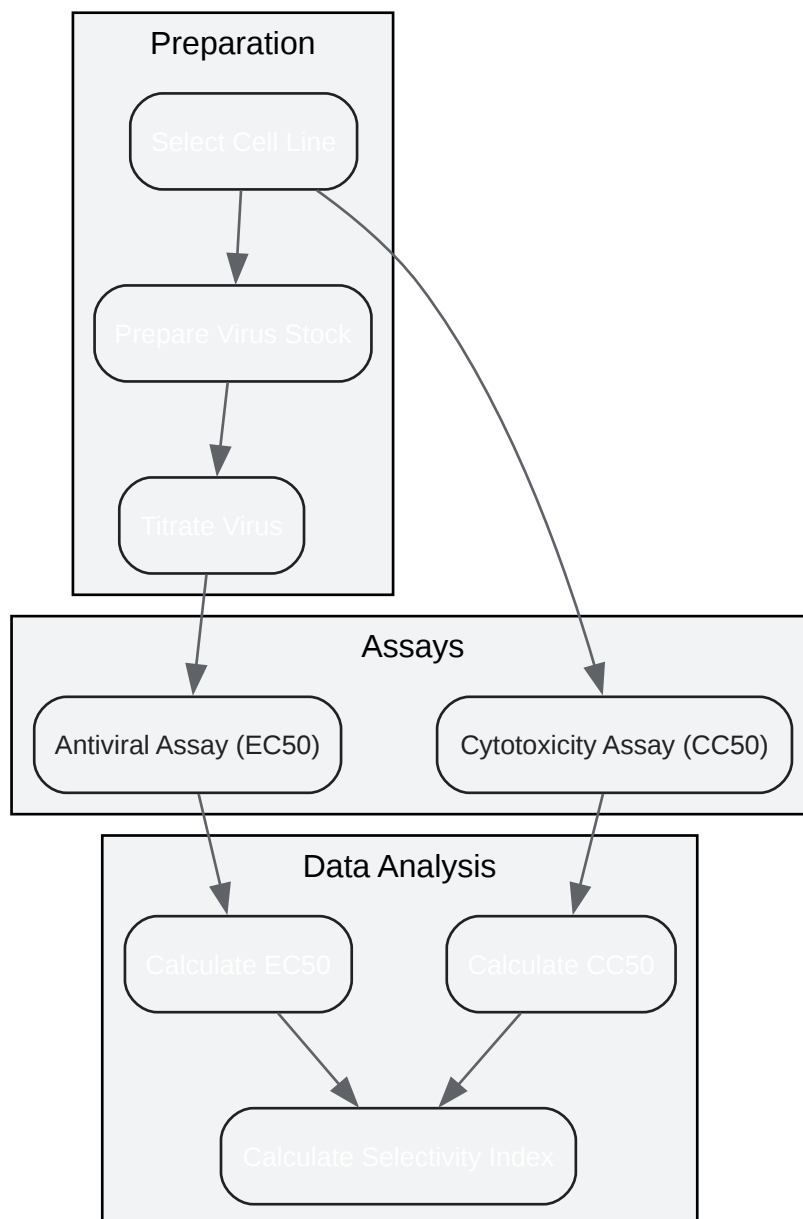 Preparation
Select Cell Line
Prepare Virus Stock
Titrate Virus
Assays
Antiviral Assay (EC50)
Cytotoxicity Assay (CC50)
Data Analysis
Calculate EC50
Calculate CC50
Calculate Selectivity Index